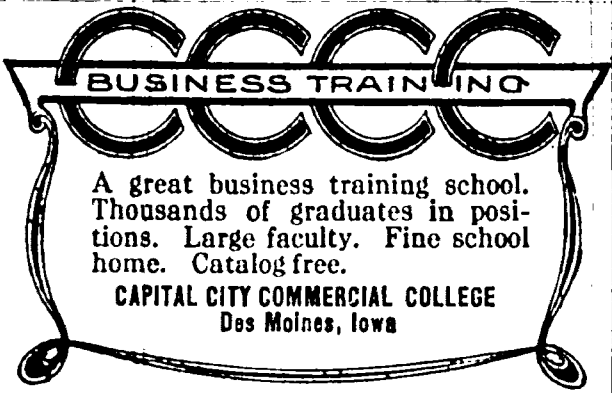 CCCC
BUSINESS TRAINING
A great business training school.
Thousands of graduates in posi-
tions. Large faculty. Fine school
home. Catalog free.
CAPITAL CITY COMMERCIAL COLLEGE
Des Moines, Iowa